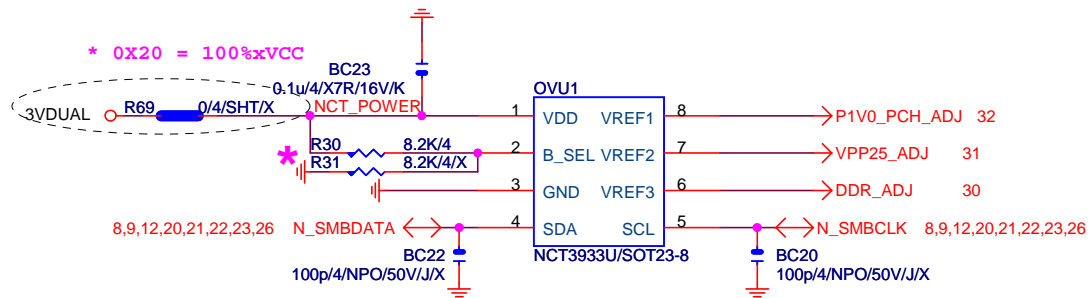 * 0X20 = 100%xVCC
BC23
0.1u/4/X7R/16V/K
OVU1
3VDUAL
R69
0/4/SHT/X
NCT_POWER
1
VDD
VREF1
8
P1V0_PCH_ADJ 32
*
R30
8.2K/4
2
B_SEL
VREF2
7
VPP25_ADJ 31
R31
8.2K/4/X
3
GND
VREF3
6
DDR_ADJ 30
8,9,12,20,21,22,23,26 N_SMBDATA
4
SDA
SCL
5
N_SMBCLK 8,9,12,20,21,22,23,26
BC22
100p/4/NPO/50V/J/X
NCT3933U/SOT23-8
BC20
100p/4/NPO/50V/J/X